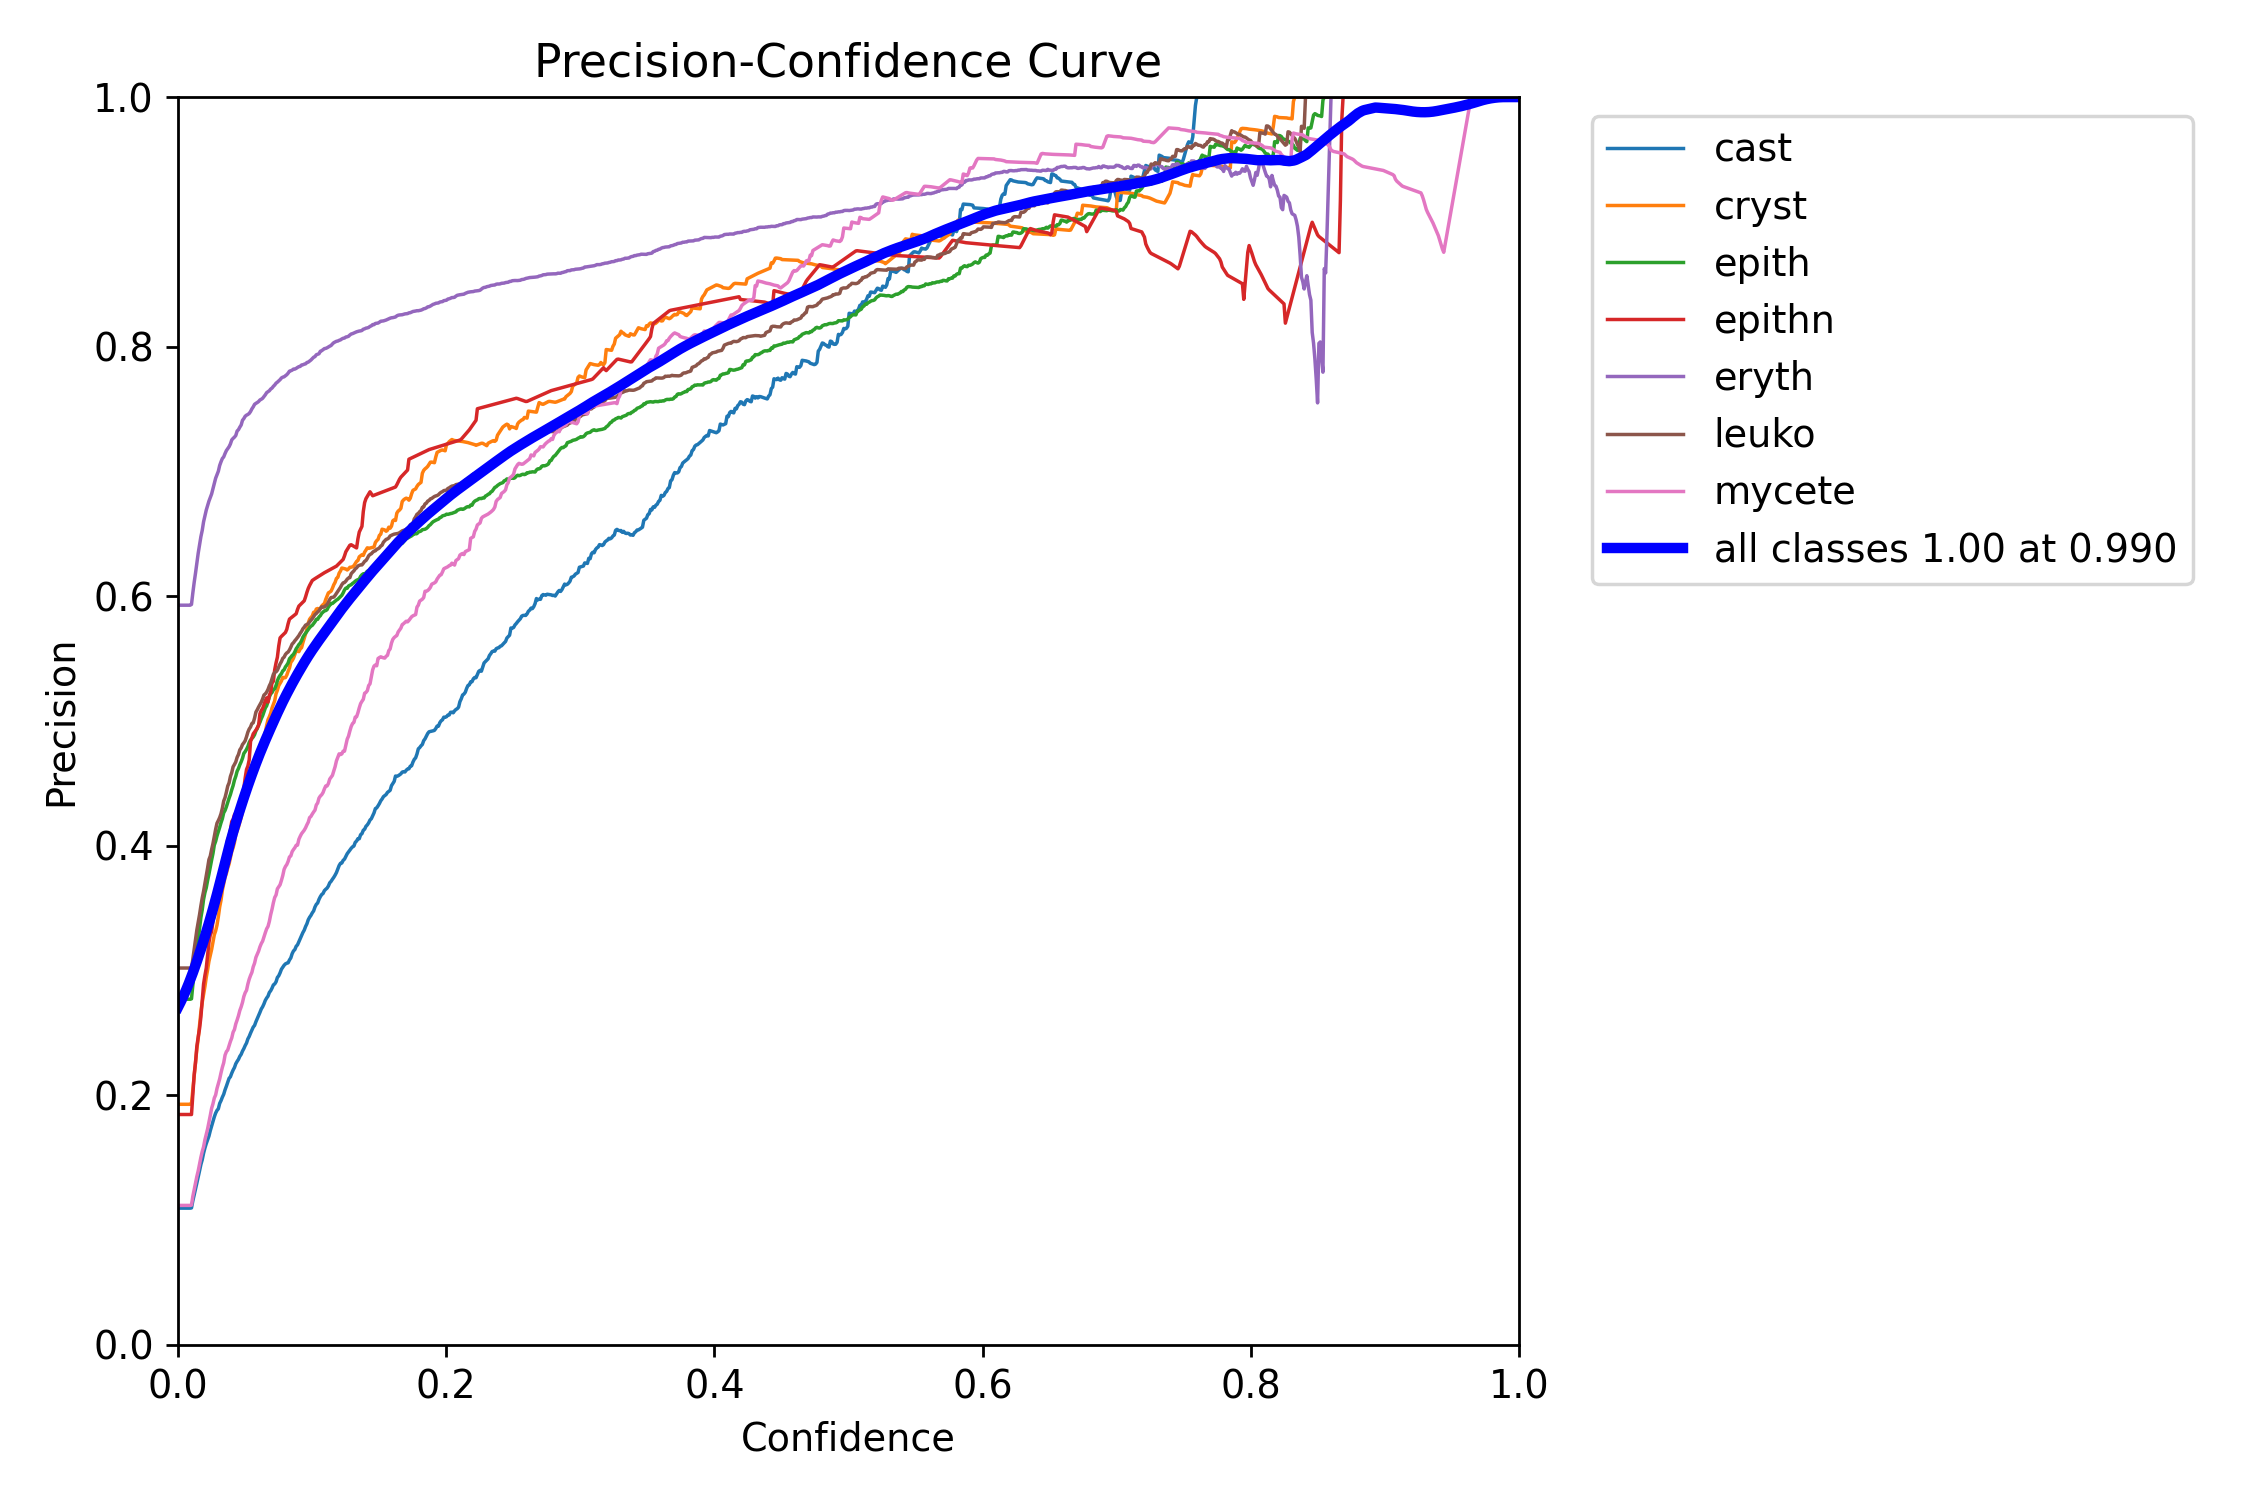 Precision-Confidence Curve
1.0
0.8
0.6
0.4
0.2
0.0
Precision
0.0 0.2 0.4 0.6 0.8 1.0
Confidence
cast
cryst
epith
epithn
eryth
leuko
mycete
all classes 1.00 at 0.990